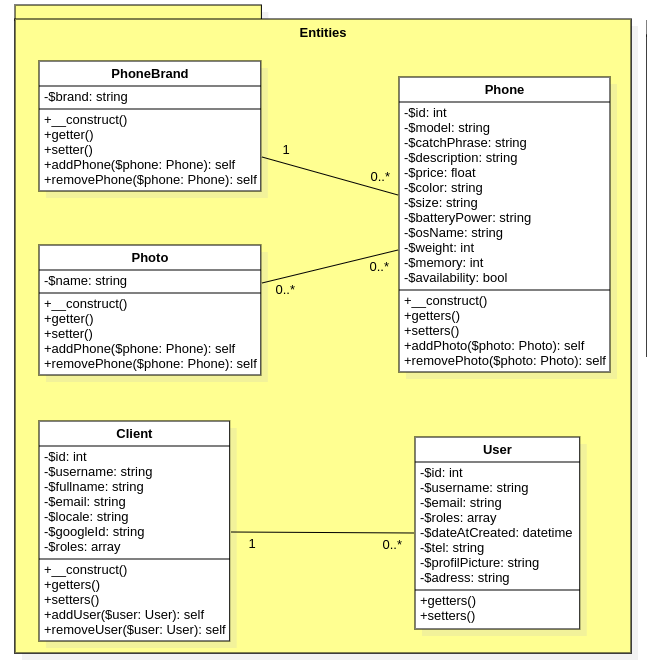 Entities
PhoneBrand
-$brand: string
+__construct()
+getter()
+setter()
+addPhone($phone: Phone): self
+removePhone($phone: Phone): self
1
0..*
Phone
-$id: int
-$model: string
-$catchPhrase: string
-$description: string
-$price: float
-$color: string
-$size: string
-$batteryPower: string
-$osName: string
-$weight: int
-$memory: int
-$availability: bool
+__construct()
+getters()
+setters()
+addPhoto($photo: Photo): self
+removePhoto($photo: Photo): self
Photo
-$name: string
+__construct()
+getter()
+setter()
+addPhone($phone: Phone): self
+removePhone($phone: Phone): self
0..*
0..*
Client
-$id: int
-$username: string
-$fullname: string
-$email: string
-$locale: string
-$googleId: string
-$roles: array
+__construct()
+getters()
+setters()
+addUser($user: User): self
+removeUser($user: User): self
1
0..*
User
-$id: int
-$username: string
-$email: string
-$roles: array
-$dateAtCreated: datetime
-$tel: string
-$profilPicture: string
-$adress: string
+getters()
+setters()